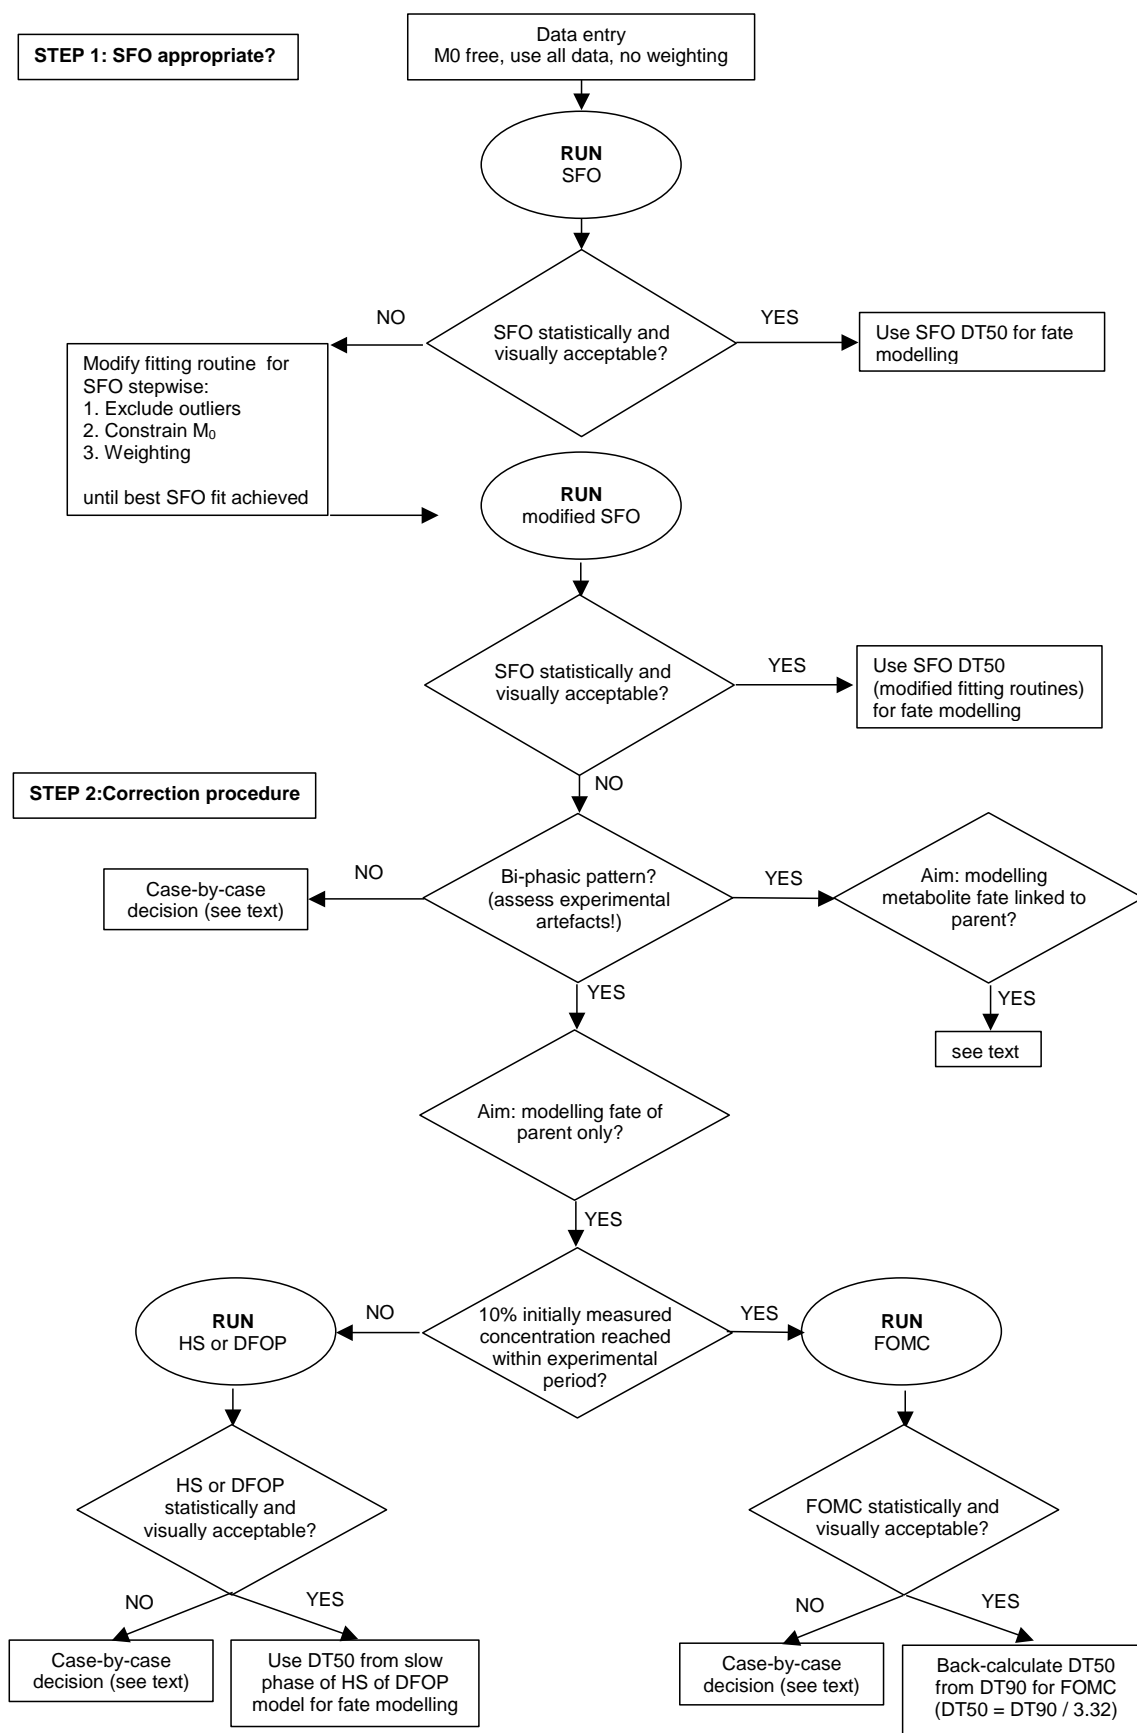 STEP 1: SFO appropriate?
Data entry
M0 free, use all data, no weighting
RUN
SFO
SFO statistically and
visually acceptable?
NO
YES
Use SFO DT50 for fate
modelling
Modify fitting routine for
SFO stepwise:
1. Exclude outliers
2. Constrain M₀
3. Weighting
until best SFO fit achieved
RUN
modified SFO
SFO statistically and
visually acceptable?
YES
Use SFO DT50
(modified fitting routines)
for fate modelling
NO
STEP 2:Correction procedure
Bi-phasic pattern?
(assess experimental
artefacts!)
NO
Case-by-case
decision (see text)
YES
Aim: modelling
metabolite fate linked to
parent?
YES
see text
YES
Aim: modelling fate of
parent only?
YES
10% initially measured
concentration reached
within experimental
period?
NO
YES
RUN
HS or DFOP
RUN
FOMC
HS or DFOP
statistically and
visually acceptable?
FOMC statistically and
visually acceptable?
NO
YES
NO
YES
Case-by-case
decision (see text)
Use DT50 from slow
phase of HS of DFOP
model for fate modelling
Case-by-case
decision (see text)
Back-calculate DT50
from DT90 for FOMC
(DT50 = DT90 / 3.32)